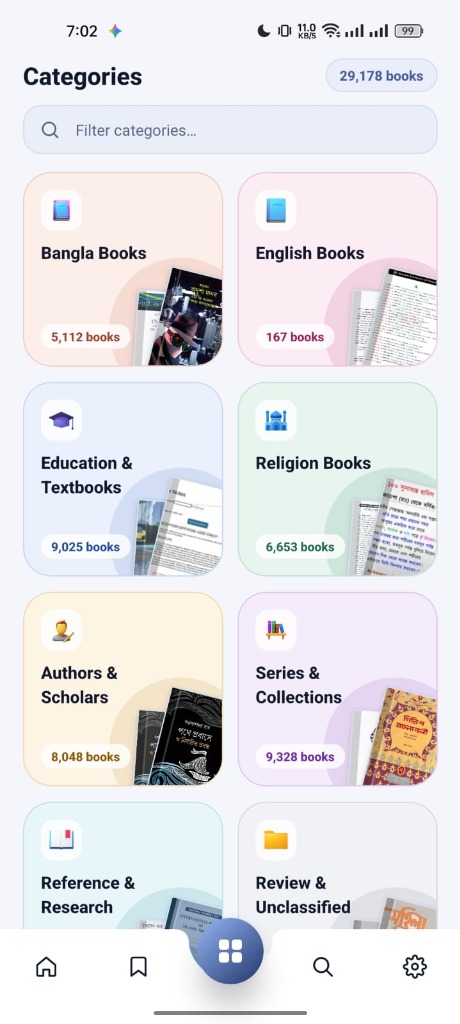 7:02
11.0
KB/S
99
Categories
29,178 books
Filter categories...
Bangla Books
5,112 books
English Books
167 books
Education &
Textbooks
9,025 books
Religion Books
6,653 books
Authors &
Scholars
পথে প্রবাসে
8,048 books
Series &
Collections
9,328 books
Reference &
Research
Review &
Unclassified